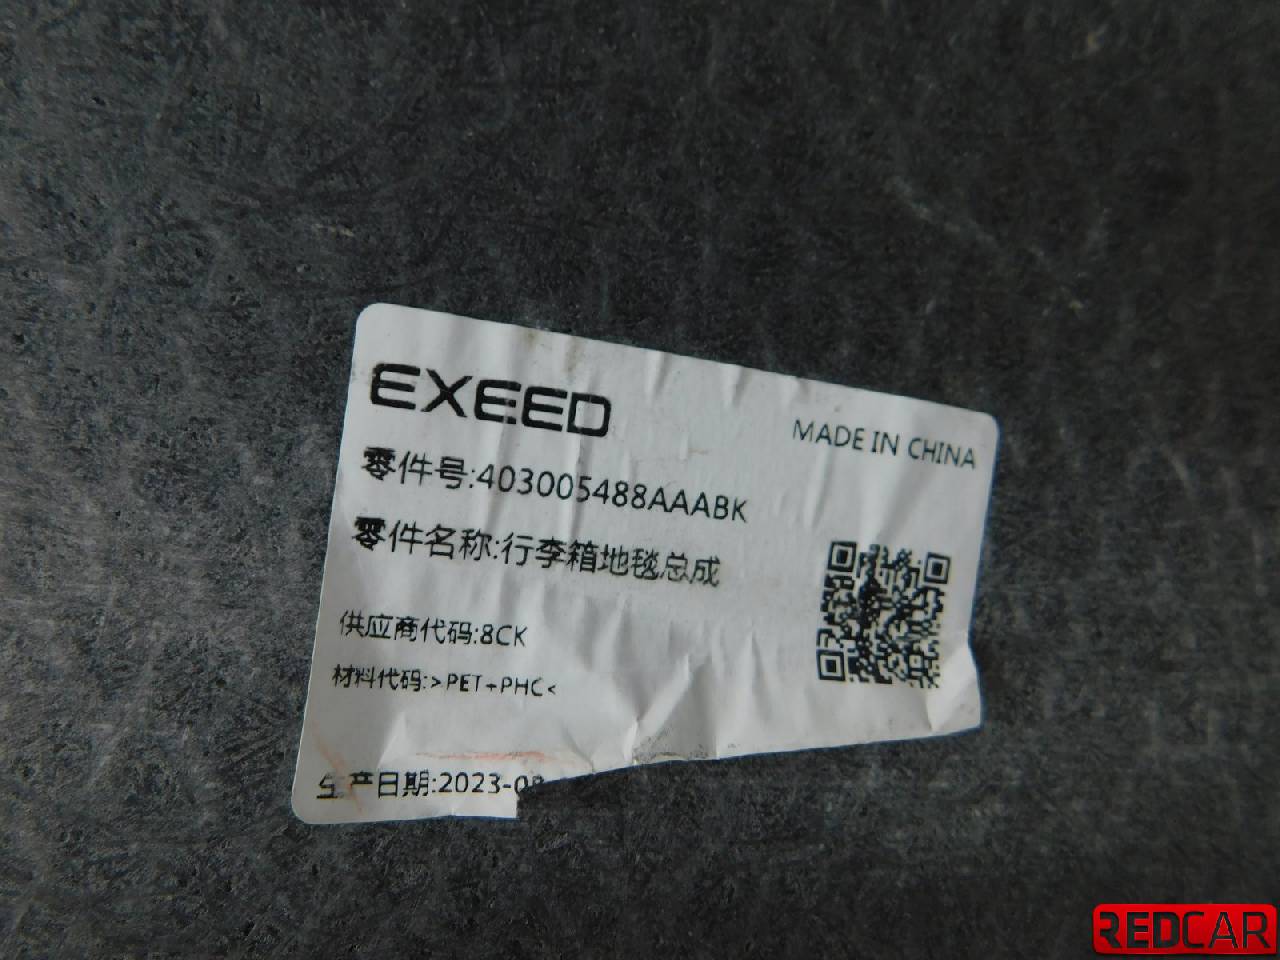 EXEED
MADE IN CHINA
零件号:403005488AAABK
零件名称:行李箱地毯总成
供应商代码:8CK
材料代码:>PET+PHC<
生产日期:2023-0
REDCAR